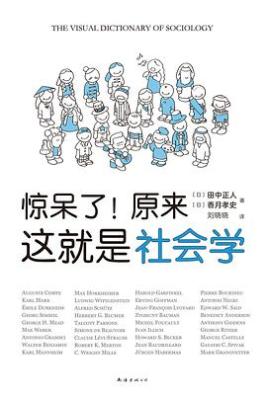 THE VISUAL DICTIONARY OF SOCIOLOGY
(日)田中正人
(日)香月孝史 著
刘晓晓 译
惊呆了!原来
这就是社会学
AUGUSTE COMTE MAX HORKHEIMER HAROLD GARFINKEL PIERRE BOURDIEU
KARL MARX LUDWIG WITTGENSTEIN ERVING GOFFMAN ANTONIO NEGRI
ÉMILE DURKHEIM ALFRED SCHÜTZ JEAN-FRANÇOIS LYOTARD EDWARD W. SAID
GEORG SIMMEL HERBERT G. BLUMER ZYGMUNT BAUMAN BENEDICT ANDERSON
GEORGE H. MEAD TALCOTT PARSONS MICHEL FOUCAULT ANTHONY GIDDENS
MAX WEBER SIMONE DE BEAUVOIR IVAN ILLICH GEORGE RITZER
ANTONIO GRAMSCI CLAUDE LÉVI-STRAUSS HOWARD S. BECKER MANUEL CASTELLS
WALTER BENJAMIN ROBERT K. MERTON JEAN BAUDRILLARD GAYATRI C. SPIVAK
KARL MANNHEIM C. WRIGHT MILLS JÜRGEN HABERMAS MARK GRANOVETTER
南海出版公司